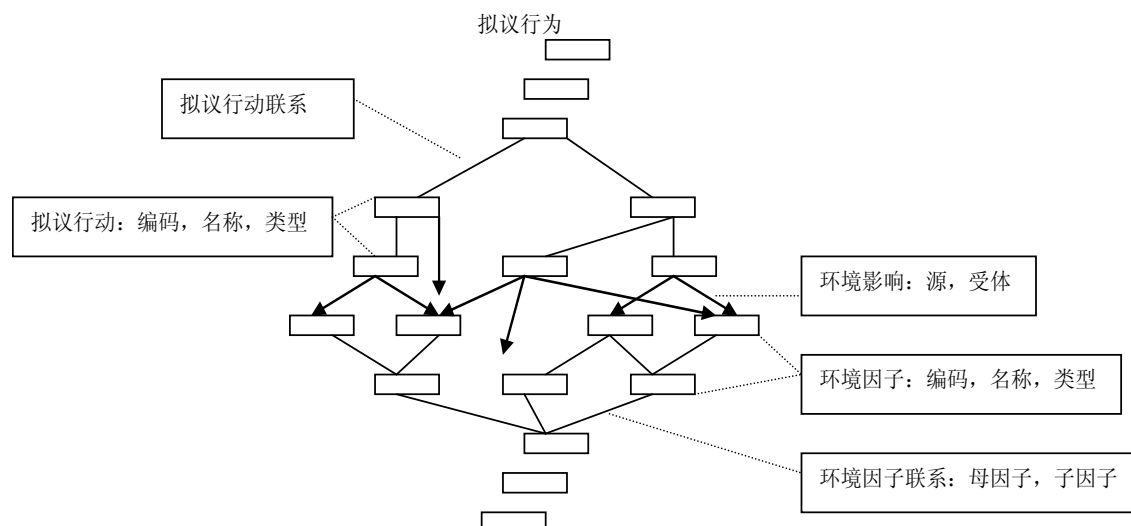 拟议行为
拟议行动联系
拟议行动：编码，名称，类型
环境影响：源，受体
环境因子：编码，名称，类型
环境因子联系：母因子，子因子